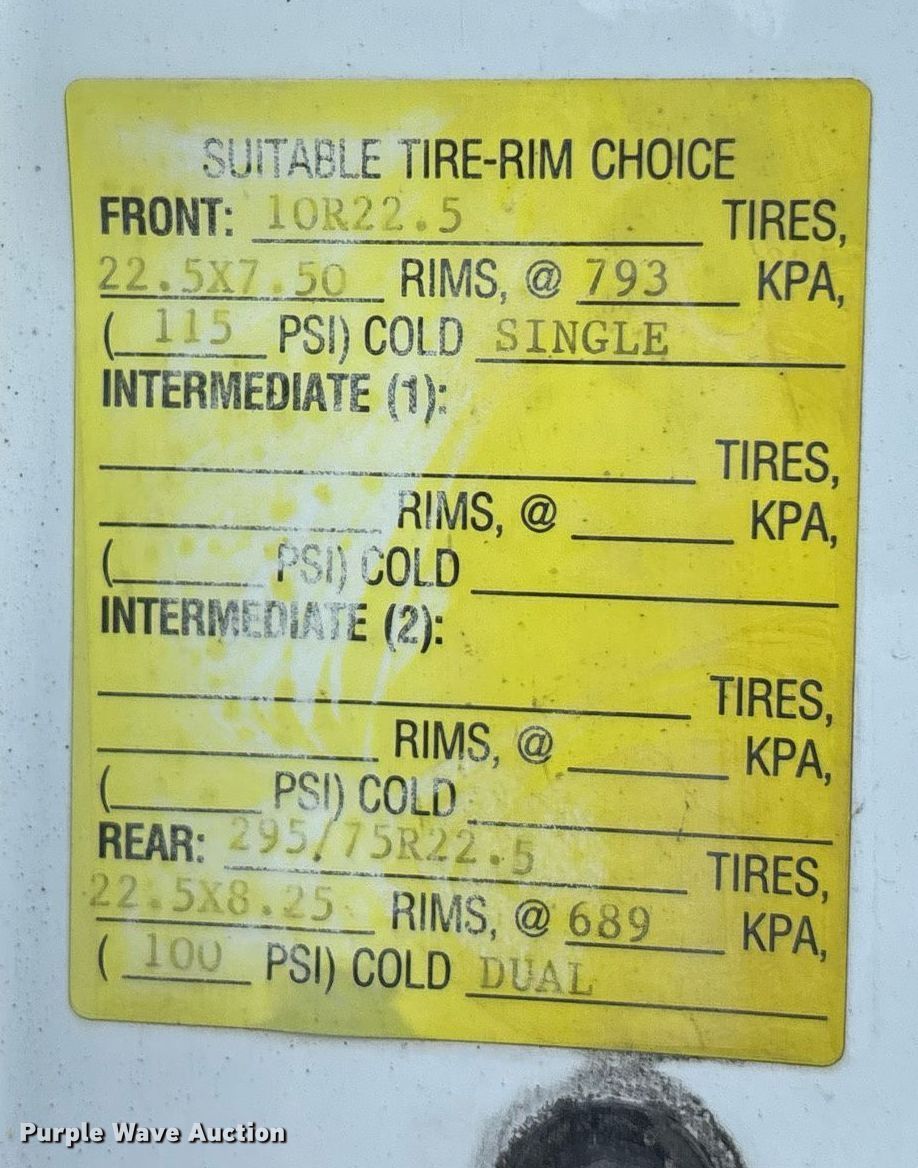 SUITABLE TIRE-RIM CHOICE
FRONT: 10R22.5 TIRES,
22.5X7.50 RIMS, @ 793 KPA,
( 115 PSI) COLD SINGLE
INTERMEDIATE (1):
TIRES,
RIMS, @ KPA,
( PSI) COLD
INTERMEDIATE (2):
TIRES,
RIMS, @ KPA,
( PSI) COLD
REAR: 295/75R22.5 TIRES,
22.5X8.25 RIMS, @ 689 KPA,
( 100 PSI) COLD DUAL
Purple Wave Auction